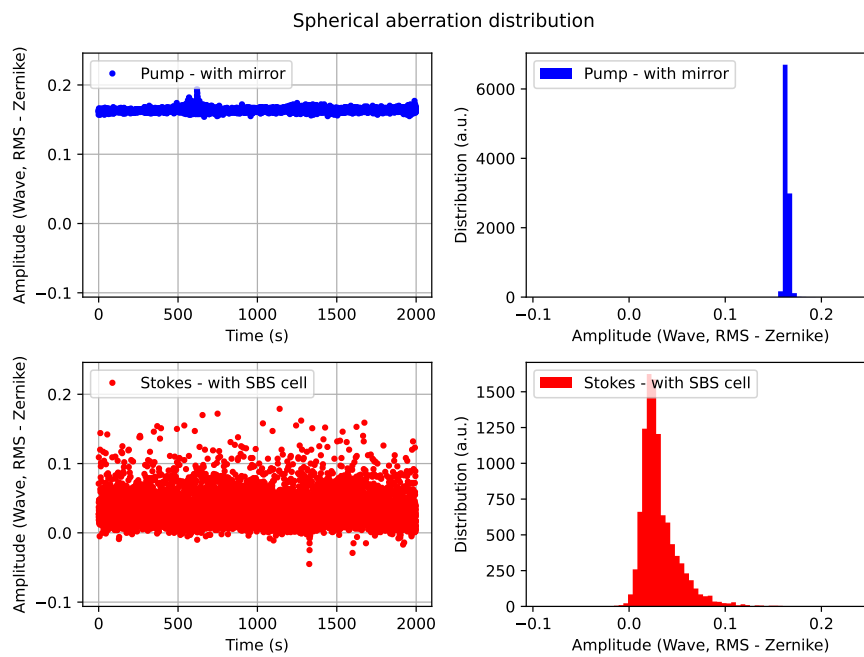 Spherical aberration distribution
Amplitude (Wave, RMS - Zernike)
0.2
0.1
0.0
−0.1
Pump - with mirror
0 500 1000 1500 2000
Time (s)
Distribution (a.u.)
6000
4000
2000
0
Pump - with mirror
−0.1 0.0 0.1 0.2
Amplitude (Wave, RMS - Zernike)
Amplitude (Wave, RMS - Zernike)
0.2
0.1
0.0
−0.1
Stokes - with SBS cell
0 500 1000 1500 2000
Time (s)
Distribution (a.u.)
1500
1250
1000
750
500
250
0
Stokes - with SBS cell
−0.1 0.0 0.1 0.2
Amplitude (Wave, RMS - Zernike)